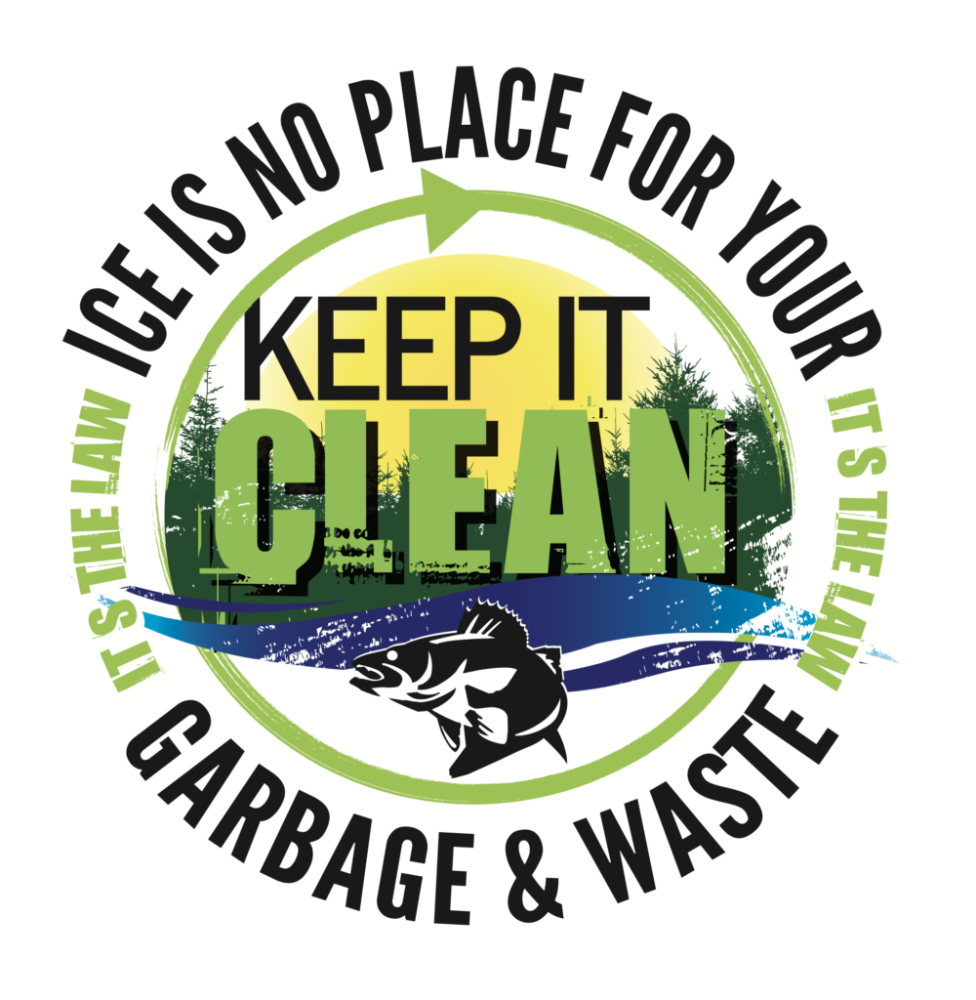 ICE IS NO PLACE FOR YOUR
KEEP IT
CLEAN
IT S THE LAW
IT S THE LAW
GARBAGE & WASTE